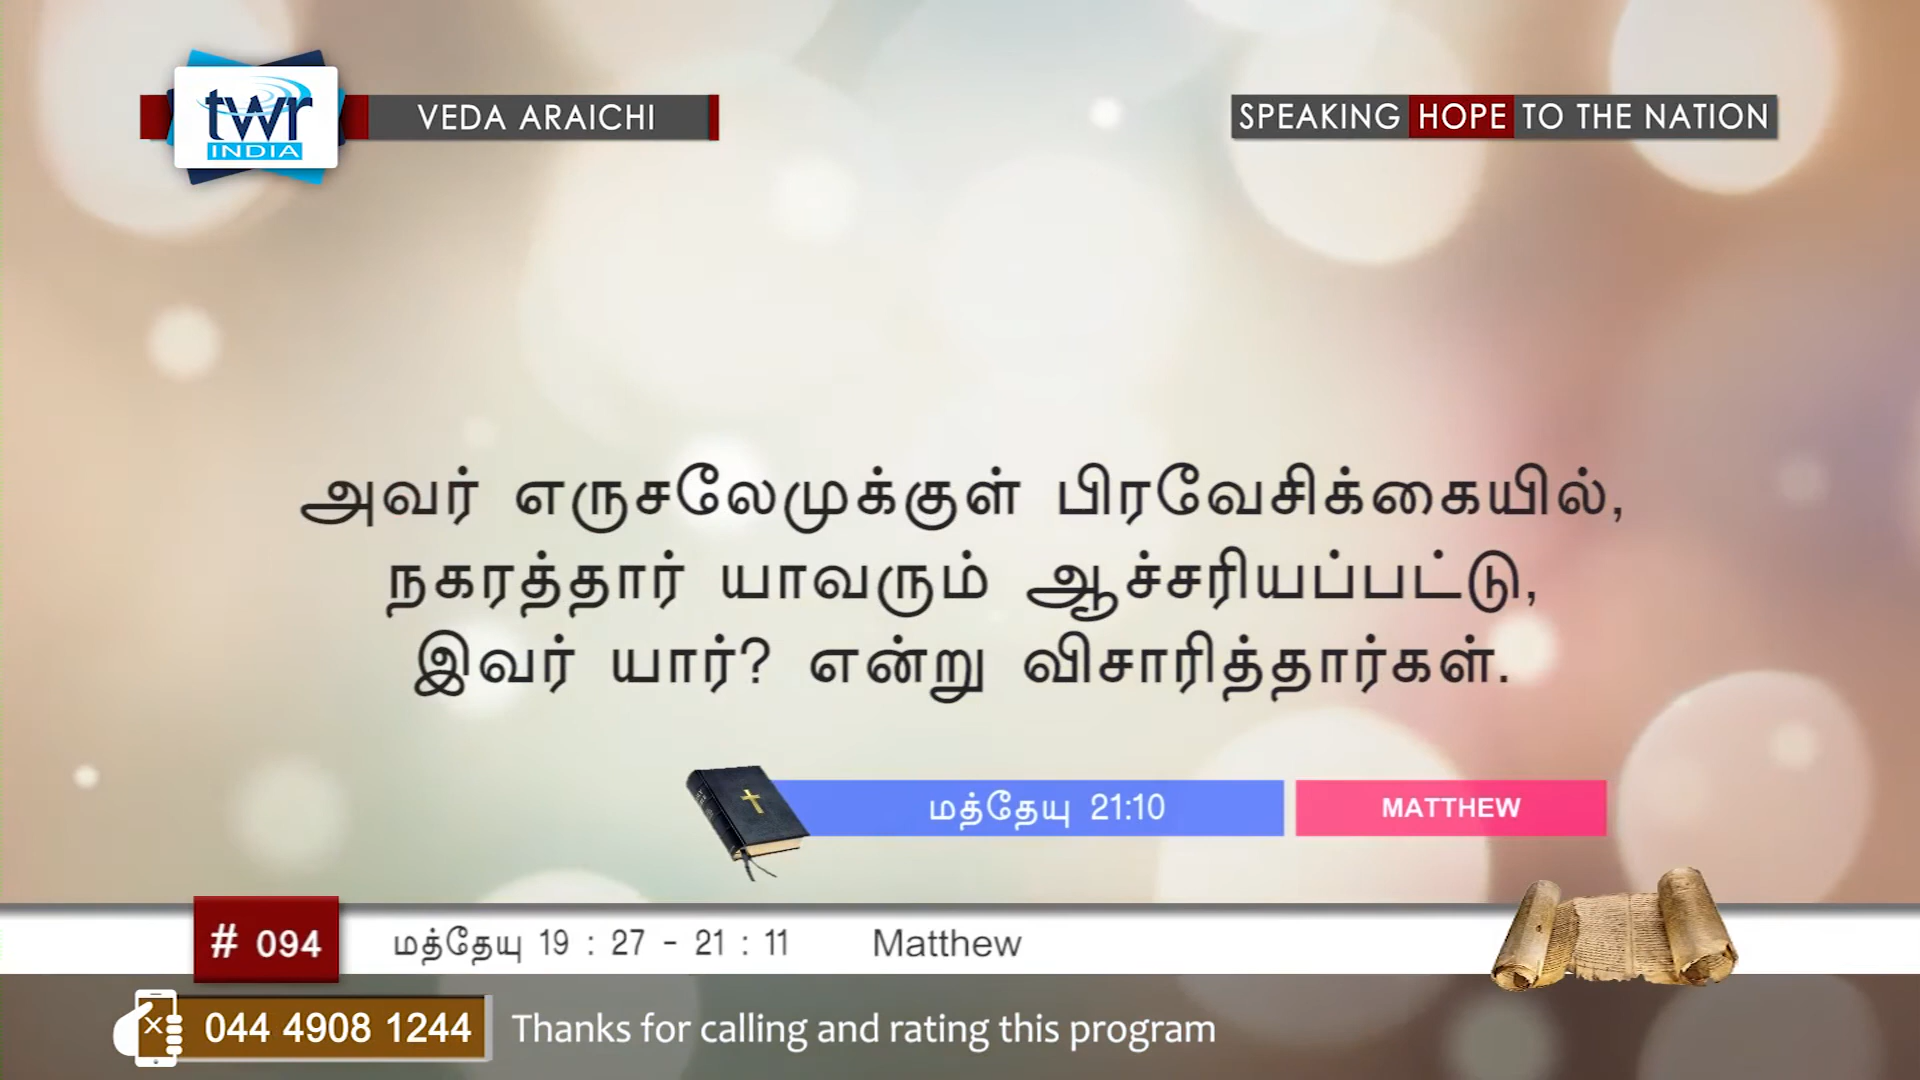 twr
INDIA
VEDA ARAICHI
SPEAKING HOPE TO THE NATION
அவர் எருசலேமுக்குள் பிரவேசிக்கையில்,
நகரத்தார் யாவரும் ஆச்சரியப்பட்டு,
இவர் யார்? என்று விசாரித்தார்கள்.
மத்தேயு 21:10
MATTHEW
# 094
மத்தேயு 19 : 27 - 21 : 11 Matthew
044 4908 1244
Thanks for calling and rating this program